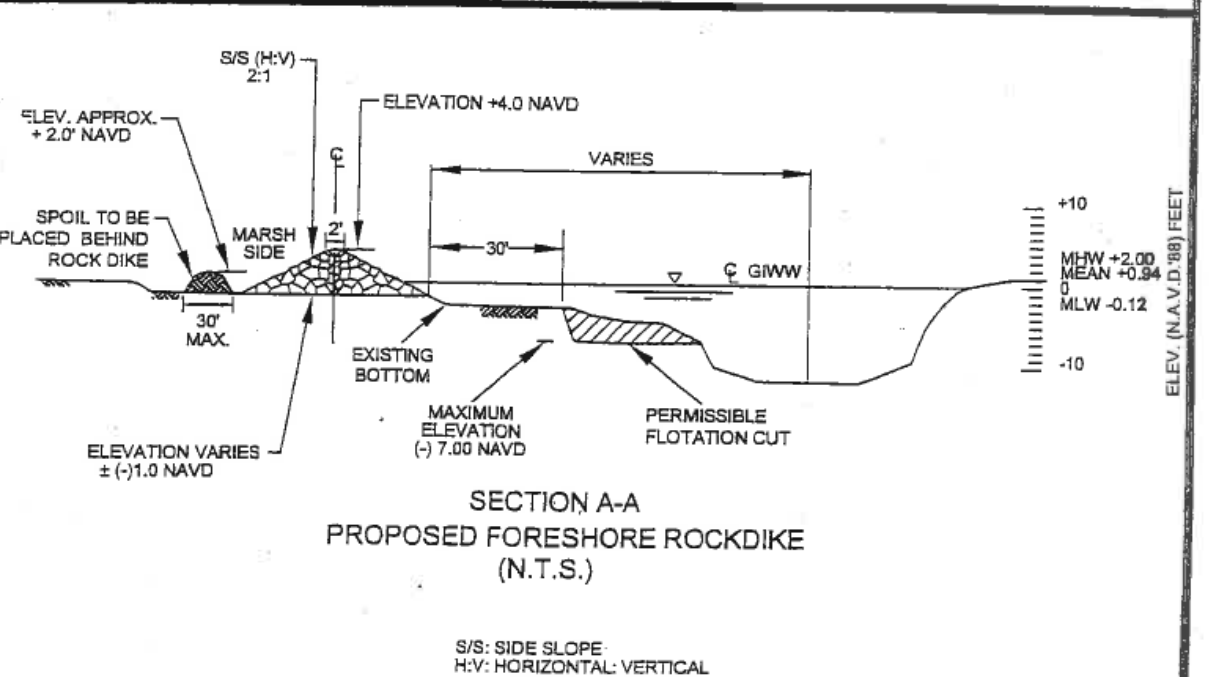 S/S (H:V)
2:1
ELEVATION +4.0 NAVD
ELEV. APPROX.
+ 2.0' NAVD
℄
VARIES
SPOIL TO BE
PLACED BEHIND
ROCK DIKE
MARSH
SIDE
2'
30'
℄ GIWW
+10
MHW +2.00
MEAN +0.94
0
MLW -0.12
-10
ELEV. (N.A.V.D.'88) FEET
30'
MAX.
EXISTING
BOTTOM
MAXIMUM
ELEVATION
(-) 7.00 NAVD
PERMISSIBLE
FLOTATION CUT
ELEVATION VARIES
± (-)1.0 NAVD
SECTION A-A
PROPOSED FORESHORE ROCKDIKE
(N.T.S.)
S/S: SIDE SLOPE
H:V: HORIZONTAL: VERTICAL